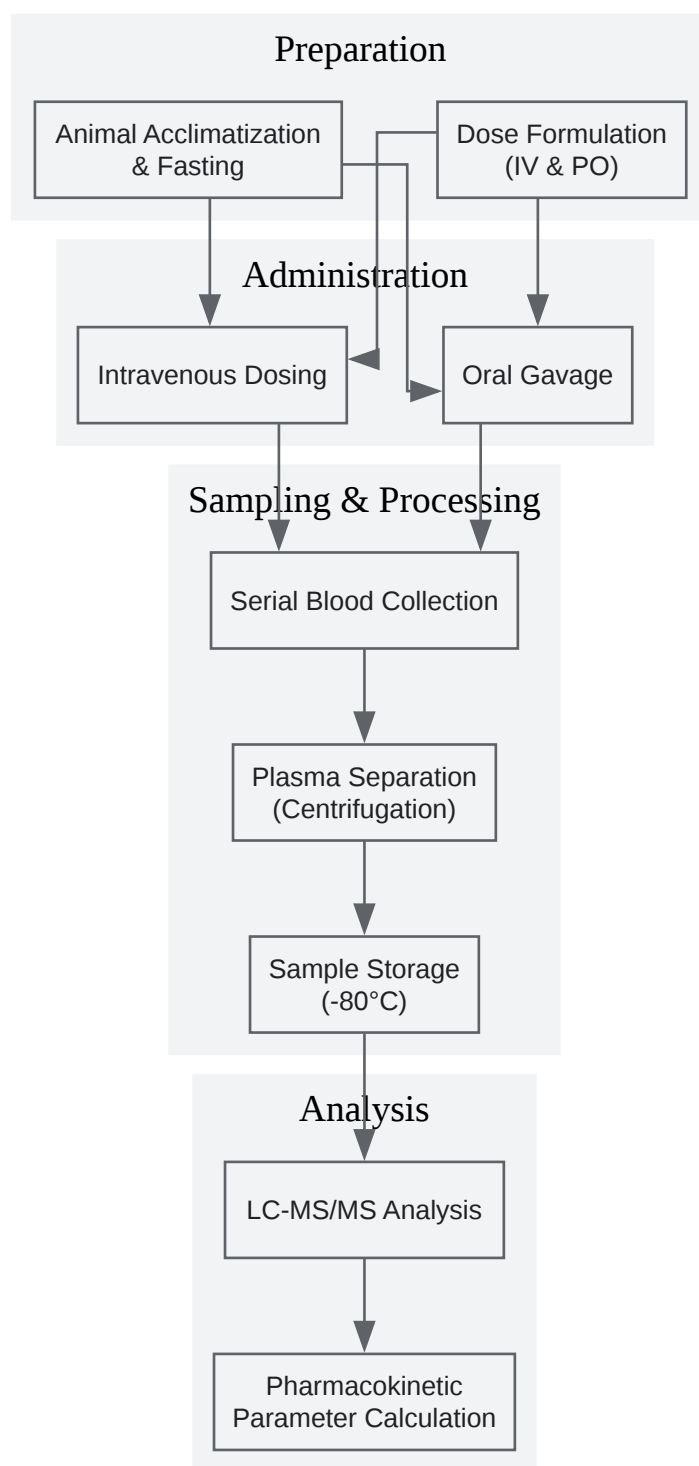 Preparation
Animal Acclimatization
& Fasting
Dose Formulation
(IV & PO)
Administration
Intravenous Dosing
Oral Gavage
Sampling & Processing
Serial Blood Collection
Plasma Separation
(Centrifugation)
Sample Storage
(-80°C)
Analysis
LC-MS/MS Analysis
Pharmacokinetic
Parameter Calculation